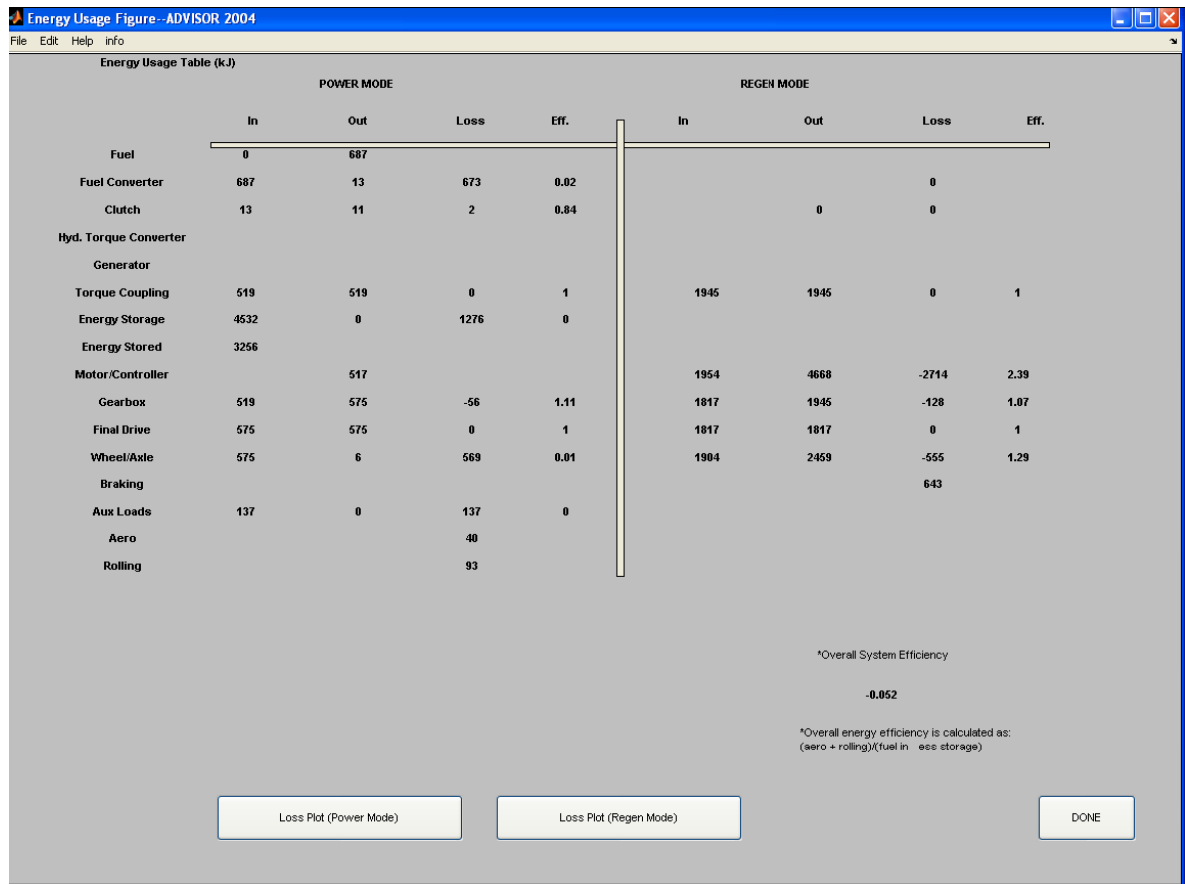 Energy Usage Figure--ADVISOR 2004
File Edit Help info
Energy Usage Table (kJ)
POWER MODE REGEN MODE
In Out Loss Eff. In Out Loss Eff.
Fuel 0 687
Fuel Converter 687 13 673 0.02 0
Clutch 13 11 2 0.84 0 0
Hyd. Torque Converter
Generator
Torque Coupling 519 519 0 1 1945 1945 0 1
Energy Storage 4532 0 1276 0
Energy Stored 3256
Motor/Controller 517 1954 4668 -2714 2.39
Gearbox 519 575 -56 1.11 1817 1945 -128 1.07
Final Drive 575 575 0 1 1817 1817 0 1
Wheel/Axle 575 6 569 0.01 1904 2459 -555 1.29
Braking 643
Aux Loads 137 0 137 0
Aero 40
Rolling 93
*Overall System Efficiency
-0.052
*Overall energy efficiency is calculated as:
(aero + rolling)/(fuel in ess storage)
Loss Plot (Power Mode) Loss Plot (Regen Mode) DONE